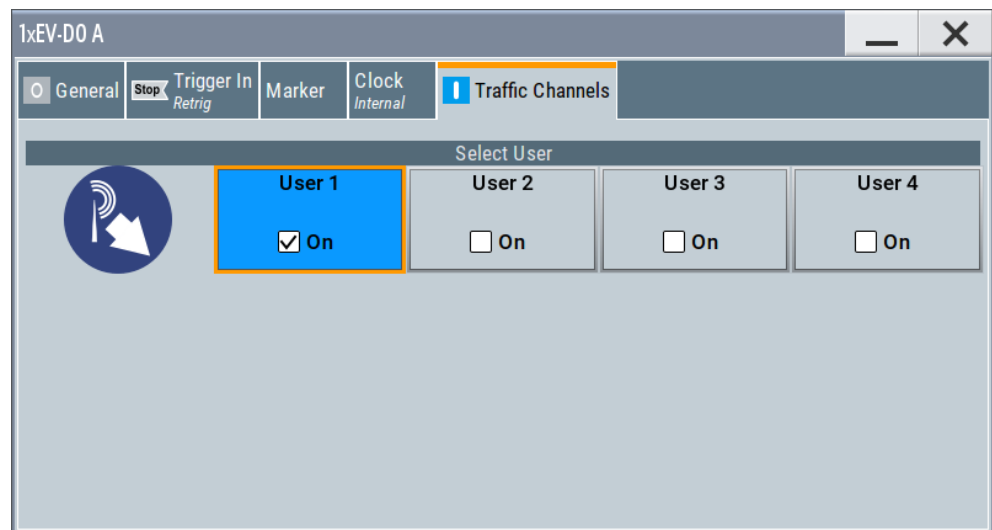 1xEV-DO A
O General Stop Trigger In Retrig Marker Clock Internal I Traffic Channels
Select User
User 1 User 2 User 3 User 4
On On On On